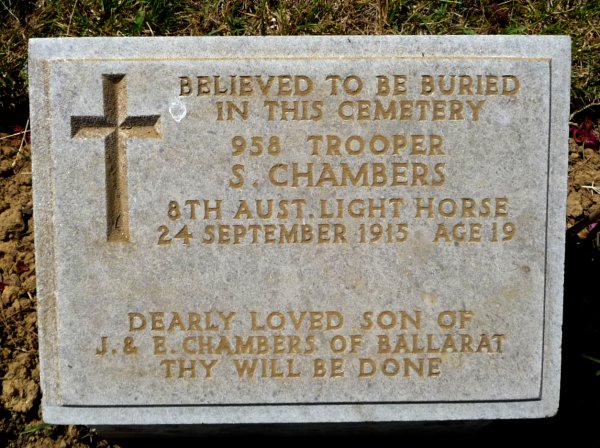 BELIEVED TO BE BURIED
IN THIS CEMETERY
958 TROOPER
S. CHAMBERS
8TH AUST. LIGHT HORSE
24 SEPTEMBER 1915 AGE 19
DEARLY LOVED SON OF
J. & E. CHAMBERS OF BALLARAT
THY WILL BE DONE